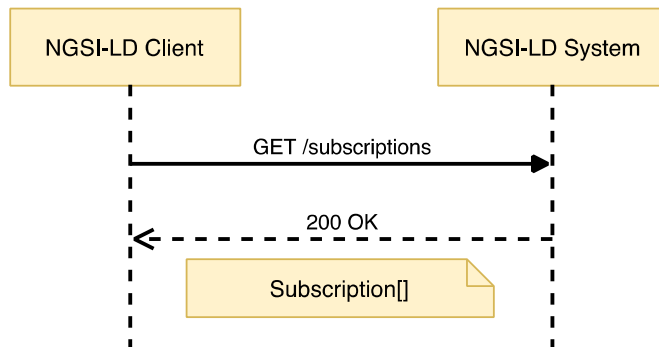 NGSI-LD Client
NGSI-LD System
GET /subscriptions
200 OK
Subscription[]